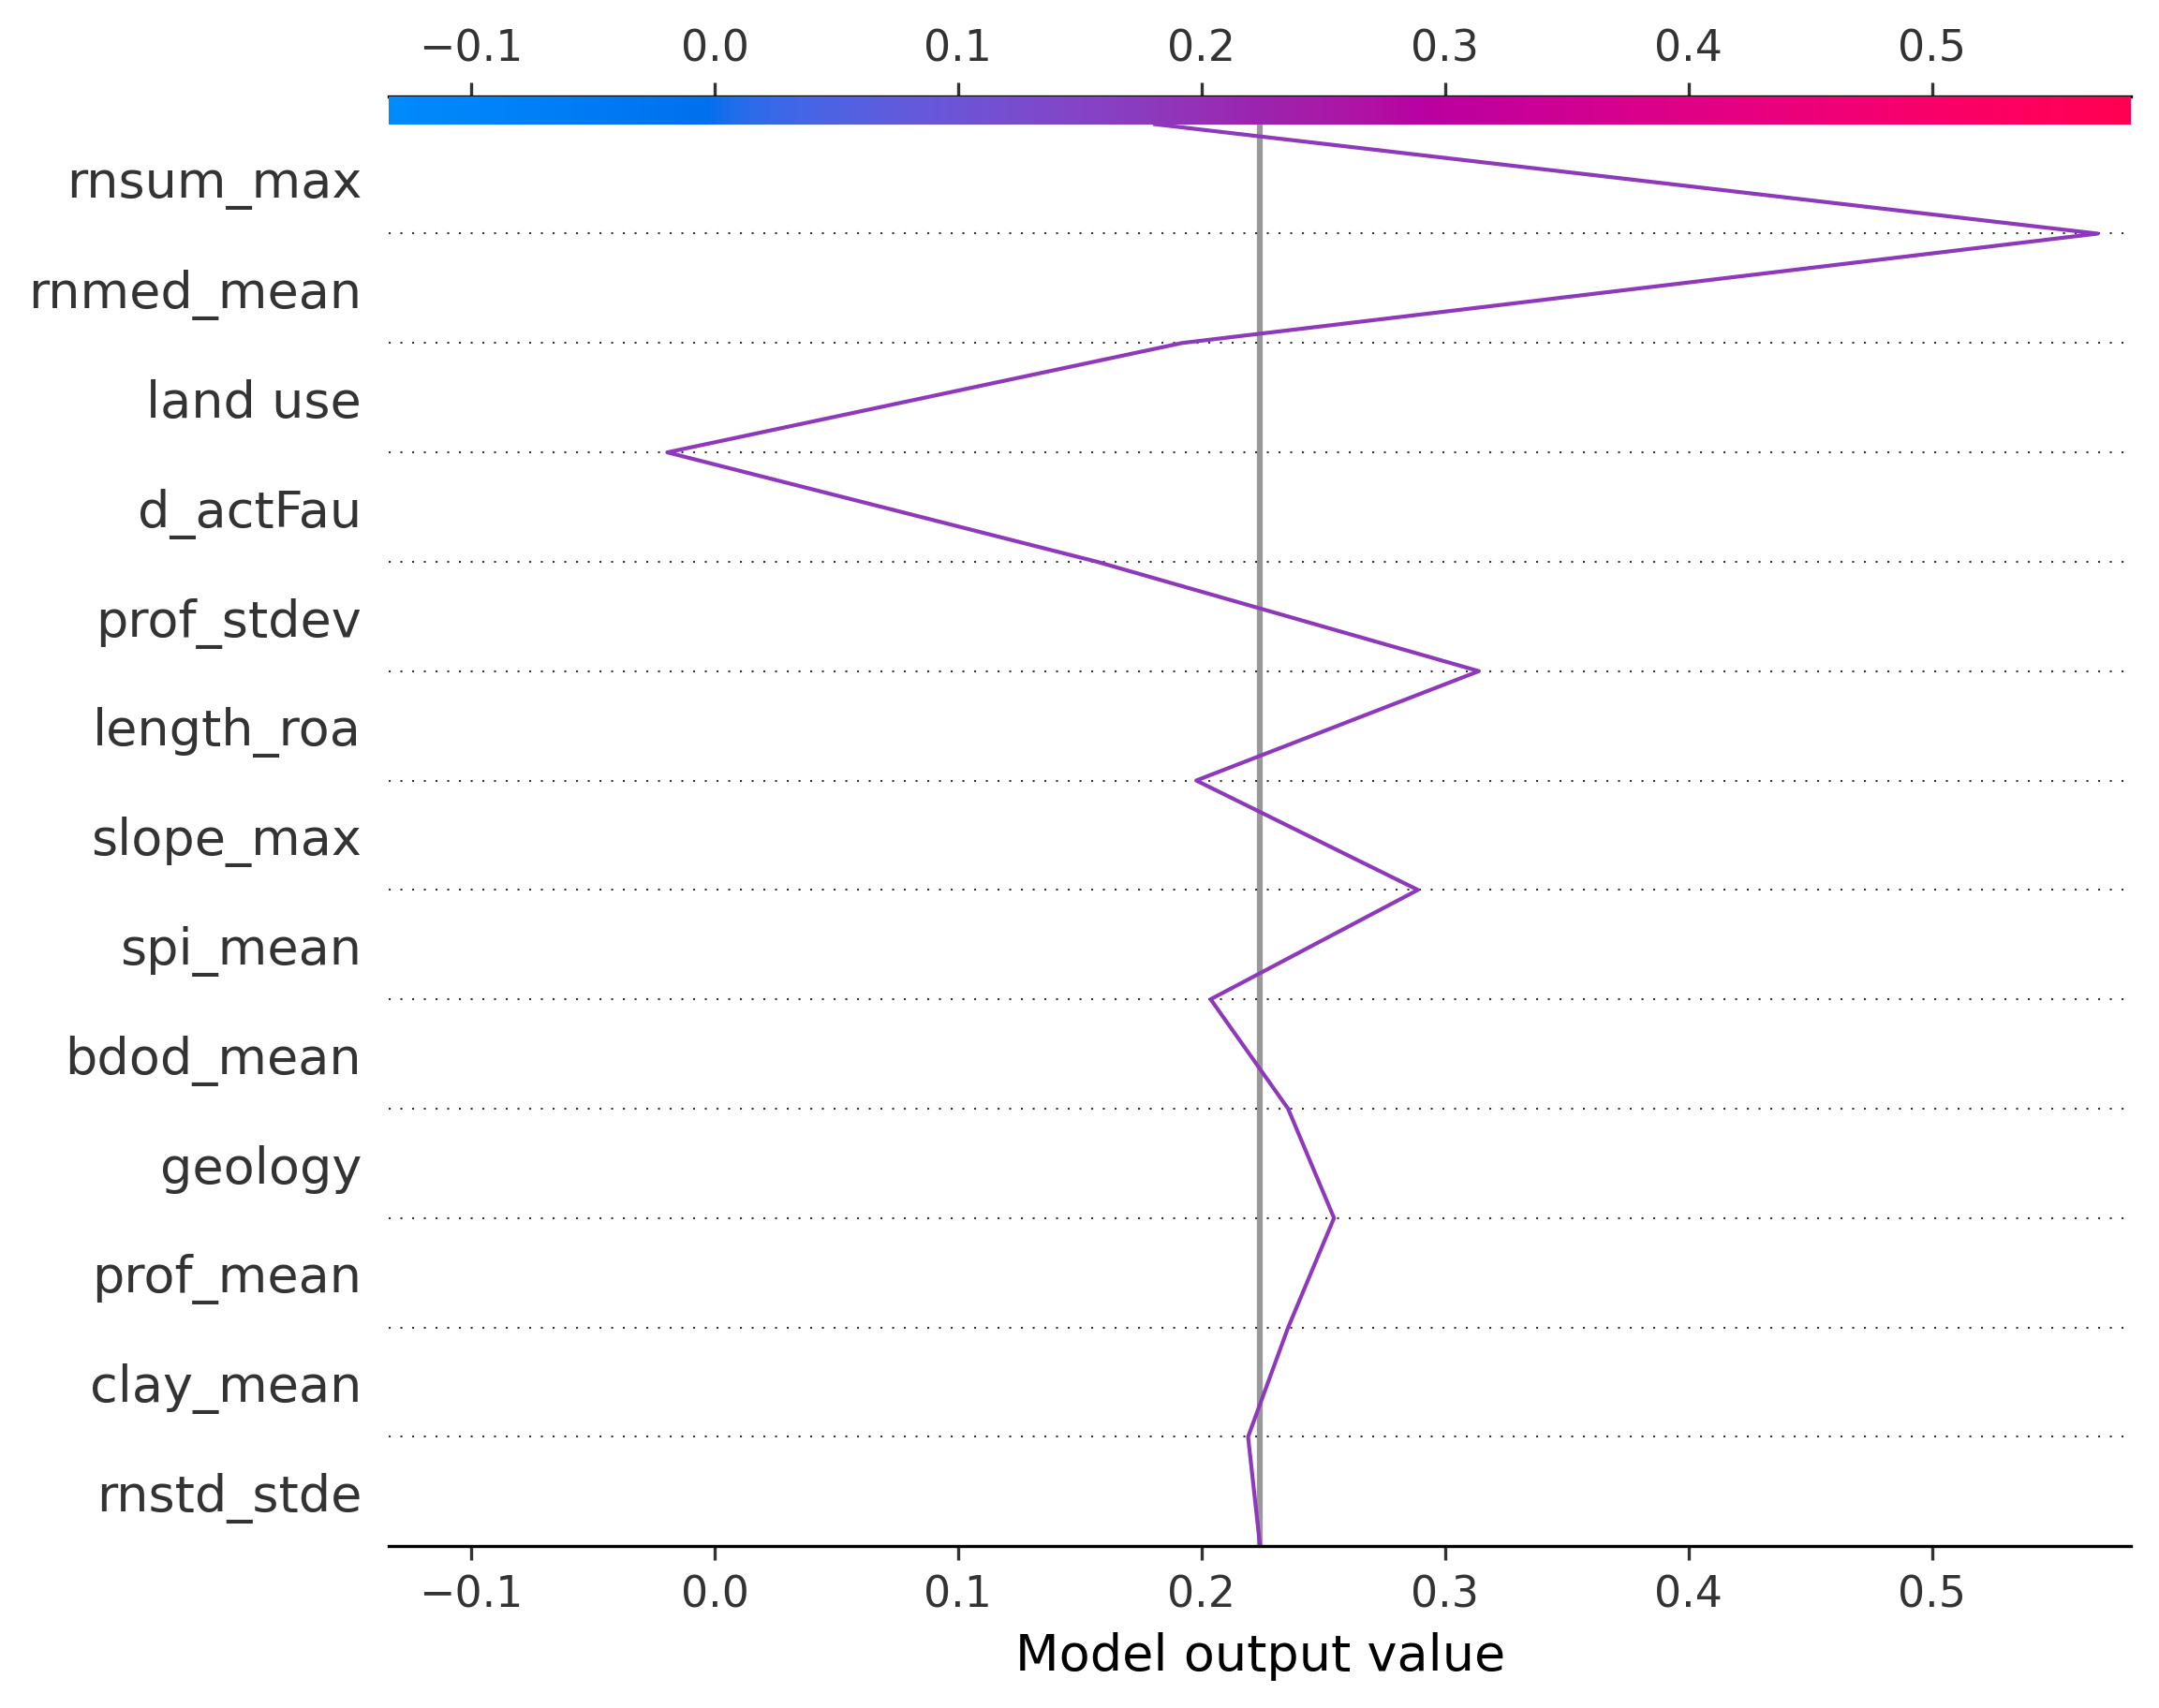 −0.1 0.0 0.1 0.2 0.3 0.4 0.5
rnsum_max
rnmed_mean
land use
d_actFau
prof_stdev
length_roa
slope_max
spi_mean
bdod_mean
geology
prof_mean
clay_mean
rnstd_stde
−0.1 0.0 0.1 0.2 0.3 0.4 0.5
Model output value